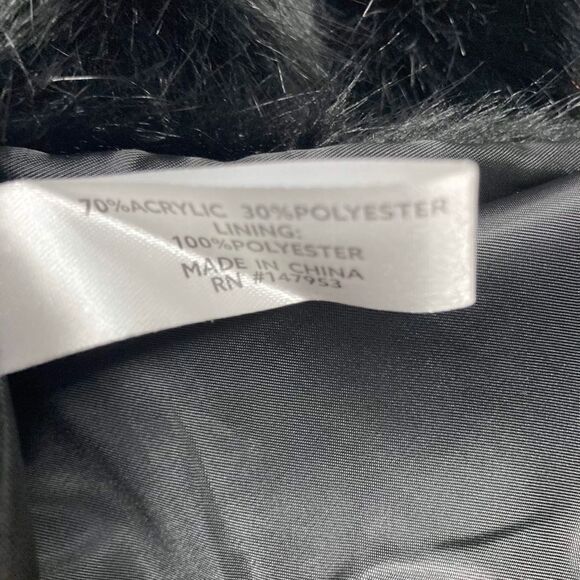 70%ACRYLIC 30%POLYESTER
LINING:
100%POLYESTER
MADE IN CHINA
RN #147953